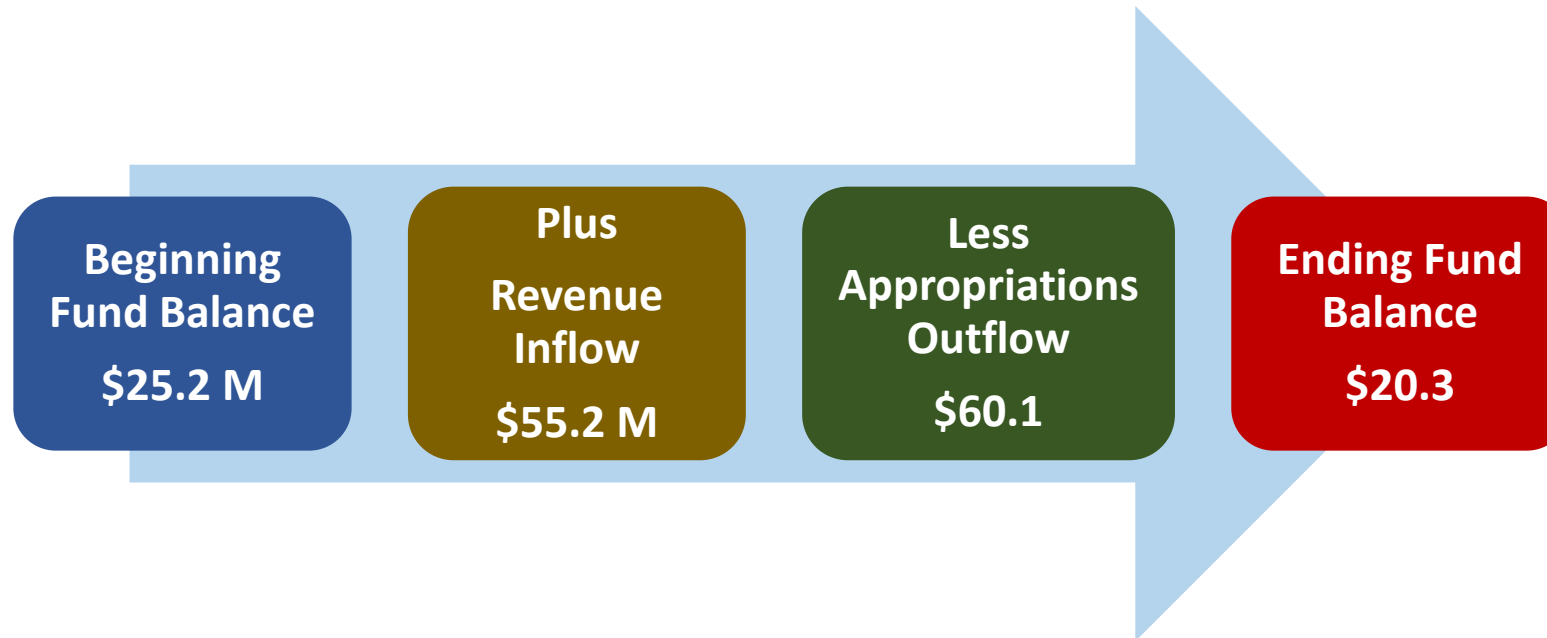 Beginning
Fund Balance
$25.2 M
Plus
Revenue
Inflow
$55.2 M
Less
Appropriations
Outflow
$60.1
Ending Fund
Balance
$20.3